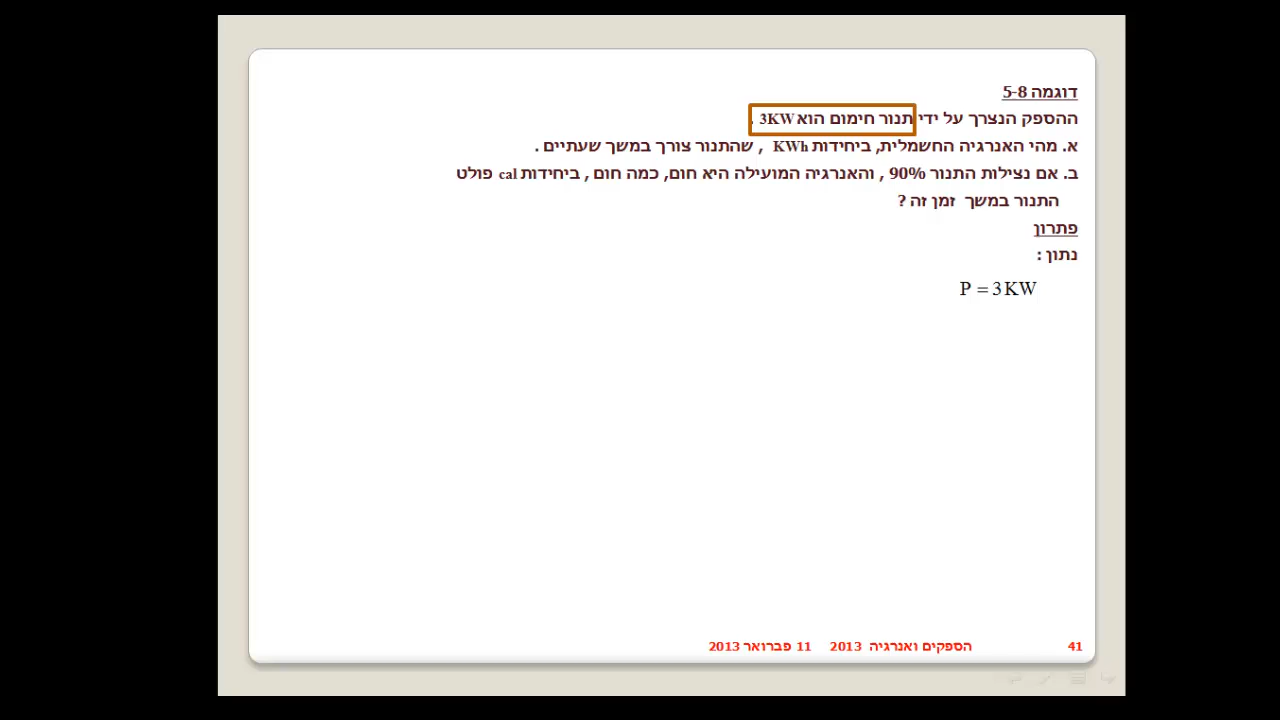 דוגמה 5-8
ההספק הנצרך על ידי תנור חימום הוא 3KW .
א. מהי האנרגיה החשמלית, ביחידות KWh , שהתנור צורך במשך שעתיים .
ב. אם נצילות התנור 90% , והאנרגיה המועילה היא חום, כמה חום , ביחידות cal פולט
התנור במשך זמן זה ?
פתרון
נתון :
P = 3KW
41 הספקים ואנרגיה 2013 11 פברואר 2013